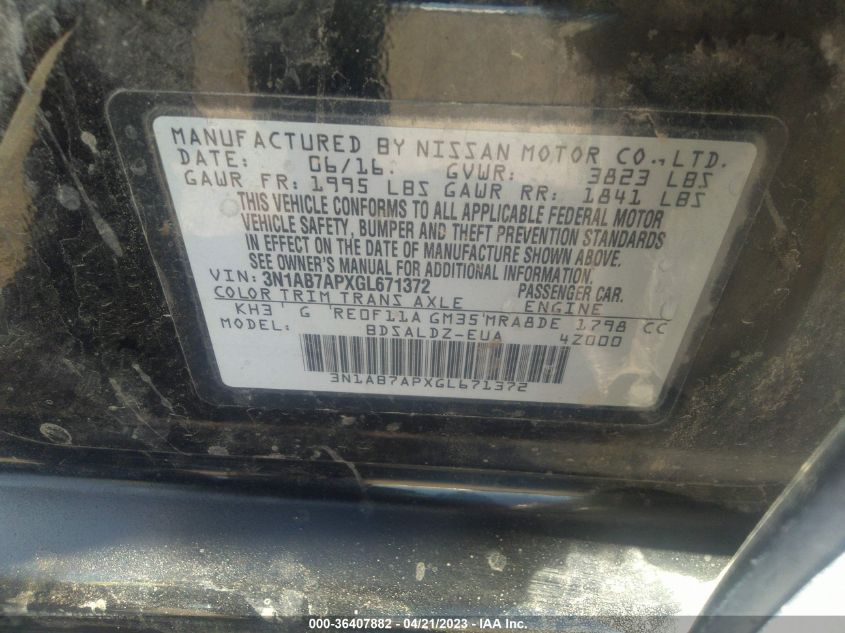 MANUFACTURED BY NISSAN MOTOR CO.,LTD.
DATE: 06/16. GVWR: 3823 LBS
GAWR FR: 1995 LBS GAWR RR: 1841 LBS
THIS VEHICLE CONFORMS TO ALL APPLICABLE FEDERAL MOTOR
VEHICLE SAFETY, BUMPER AND THEFT PREVENTION STANDARDS
IN EFFECT ON THE DATE OF MANUFACTURE SHOWN ABOVE.
SEE OWNER'S MANUAL FOR ADDITIONAL INFORMATION.
VIN: 3N1AB7APXGL671372 PASSENGER CAR.
COLOR TRIM TRANS AXLE ENGINE
KH3 G RE0F11A GM35 MRA8DE 1798 CC
MODEL: BDSALDZ-EUA 4Z000
3N1AB7APXGL671372
000-36407882 - 04/21/2023 - IAAI.COM